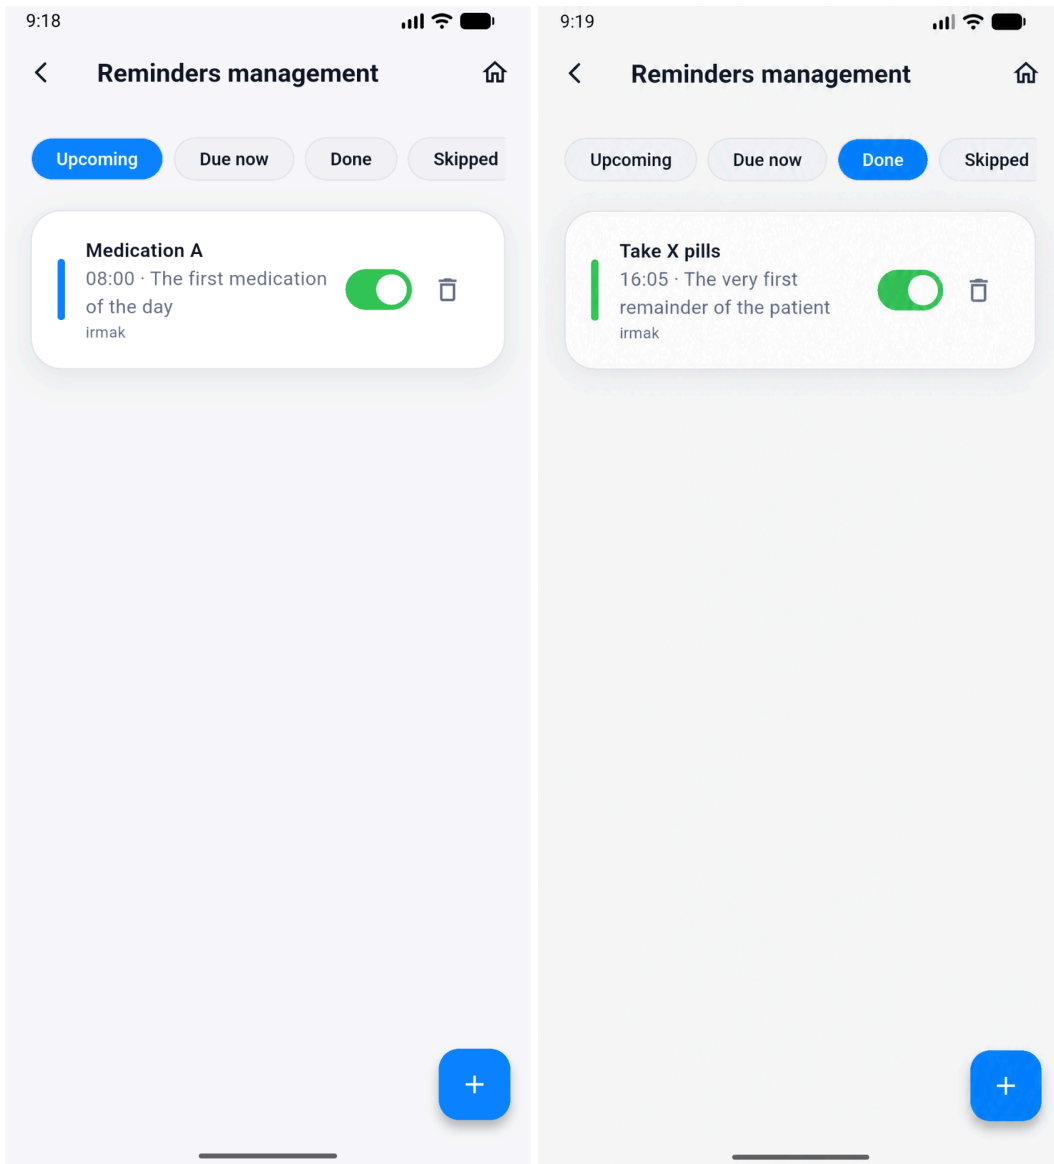 9:18
Reminders management
Upcoming
Due now
Done
Skipped
Medication A
08:00 · The first medication
of the day
irmak
+
9:19
Reminders management
Upcoming
Due now
Done
Skipped
Take X pills
16:05 · The very first
remainder of the patient
irmak
+